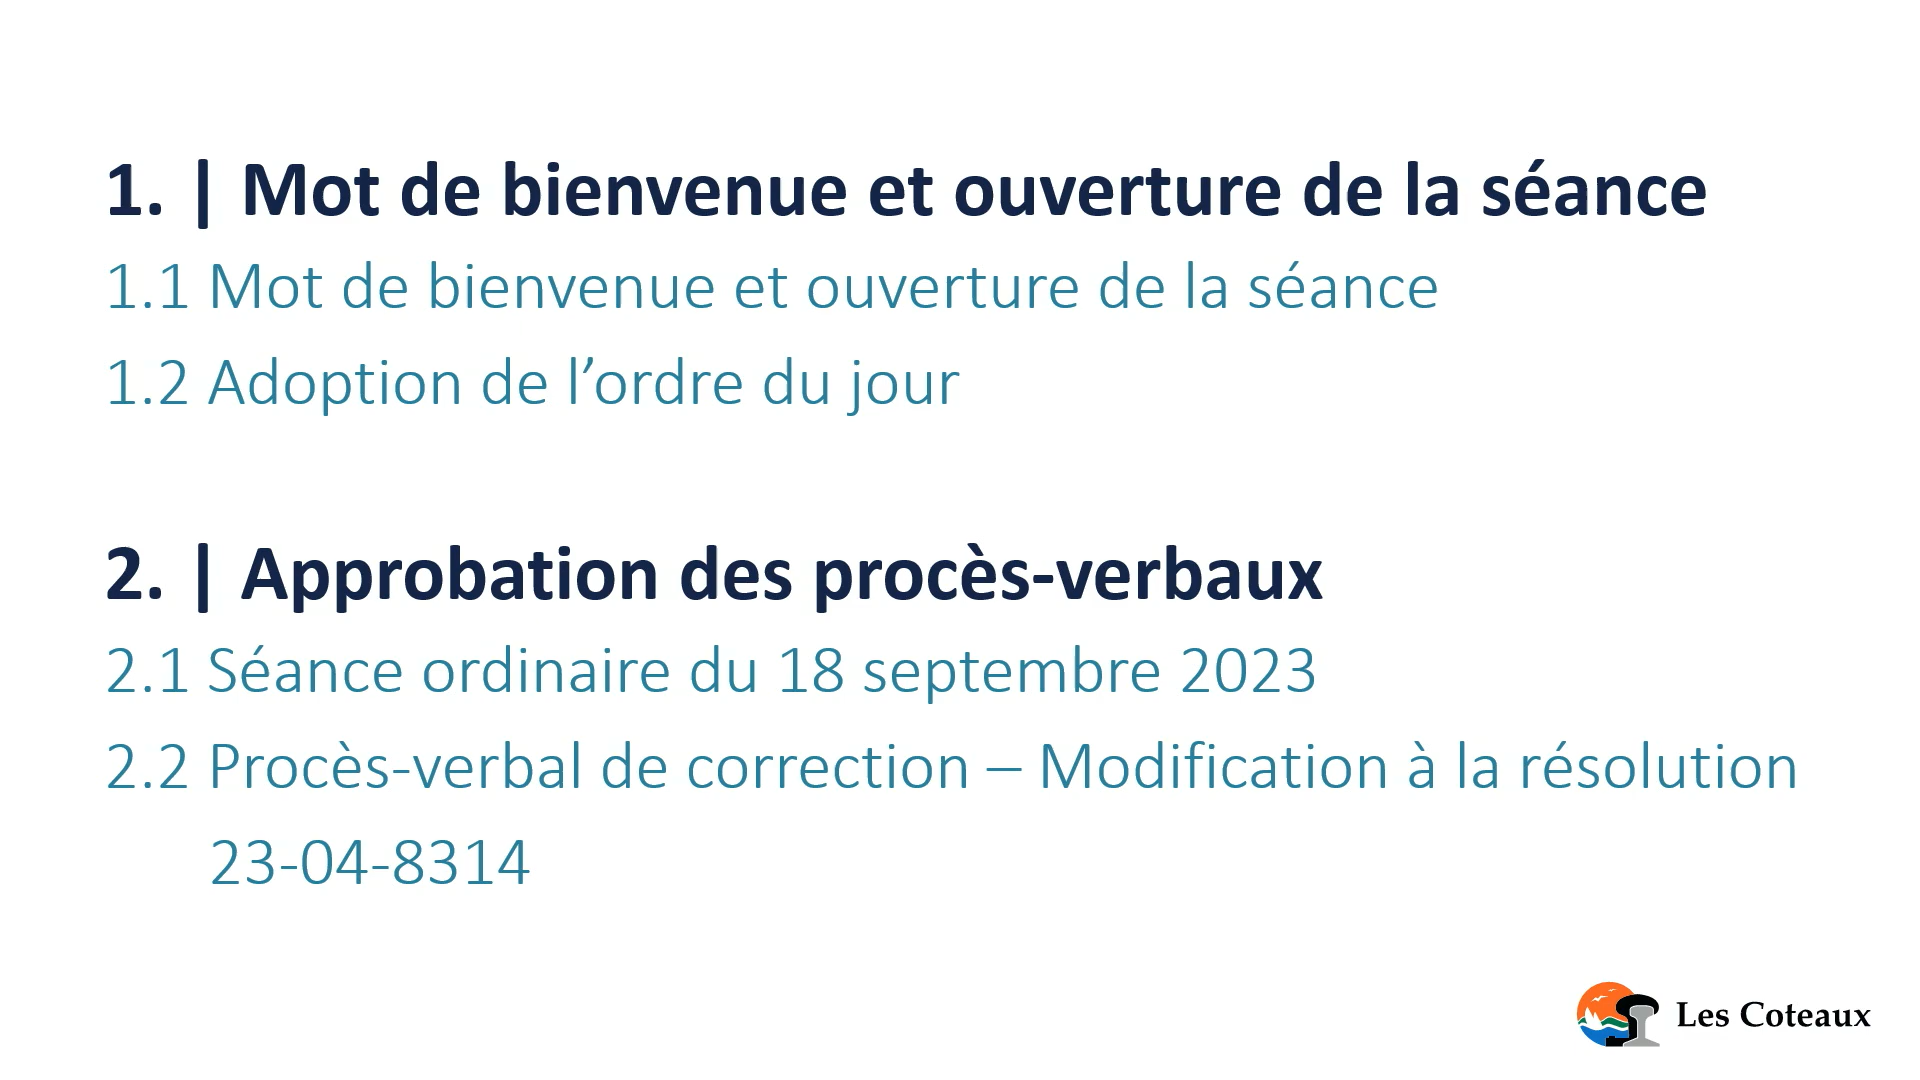 1. | Mot de bienvenue et ouverture de la séance
1.1 Mot de bienvenue et ouverture de la séance
1.2 Adoption de l’ordre du jour
2. | Approbation des procès-verbaux
2.1 Séance ordinaire du 18 septembre 2023
2.2 Procès-verbal de correction – Modification à la résolution
23-04-8314
Les Coteaux